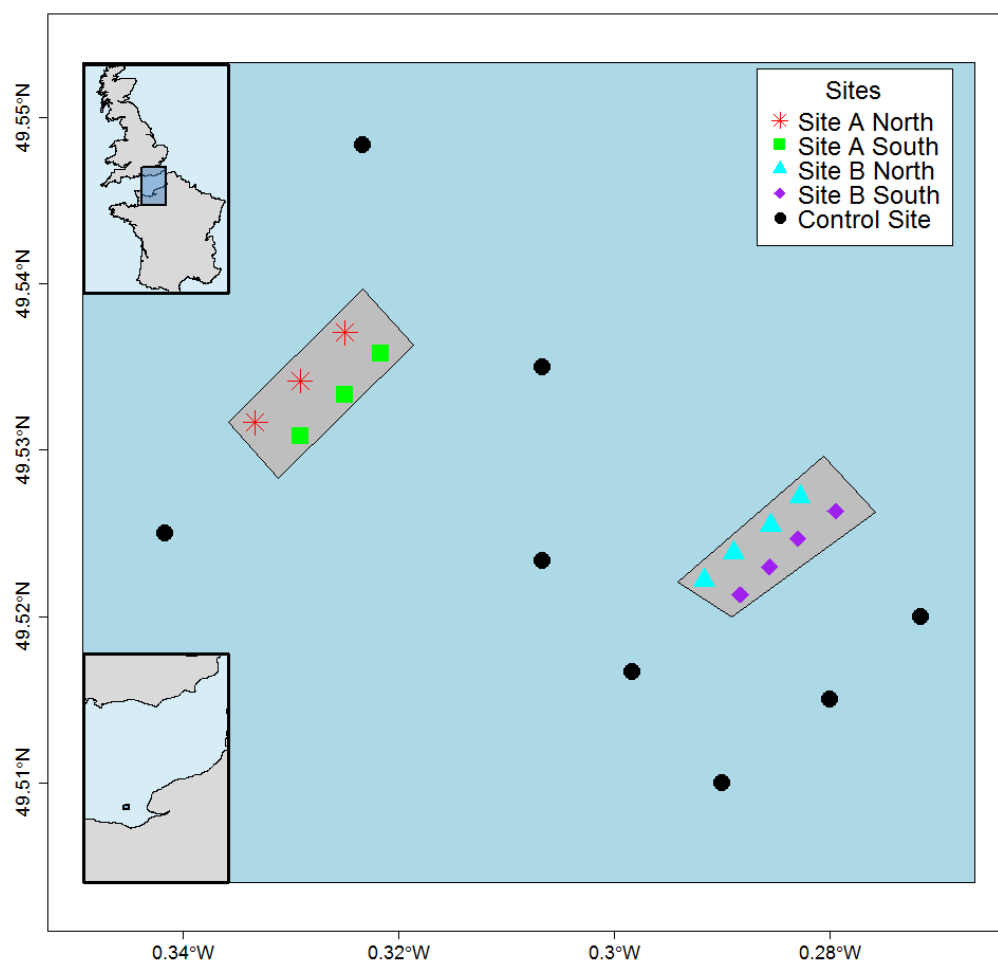 Sites
Site A North
Site A South
Site B North
Site B South
Control Site
49.55°N
49.54°N
49.53°N
49.52°N
49.51°N
0.34°W
0.32°W
0.3°W
0.28°W